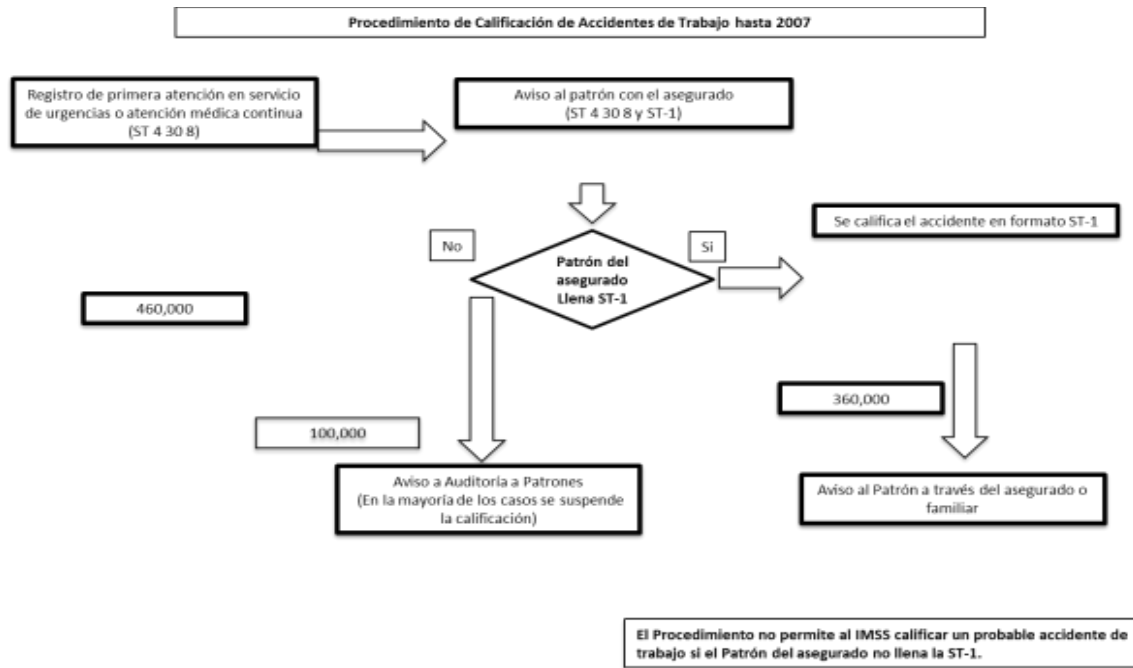 Procedimiento de Calificación de Accidentes de Trabajo hasta 2007
Registro de primera atención en servicio
de urgencias o atención médica continua
(ST 4 30 8)
Aviso al patrón con el asegurado
(ST 4 30 8 y ST-1)
Se califica el accidente en formato ST-1
No
Si
Patrón del
asegurado
Llena ST-1
460,000
360,000
100,000
Aviso a Auditoría a Patrones
(En la mayoría de los casos se suspende
la calificación)
Aviso al Patrón a través del asegurado o
familiar
El Procedimiento no permite al IMSS calificar un probable accidente de
trabajo si el Patrón del asegurado no llena la ST-1.